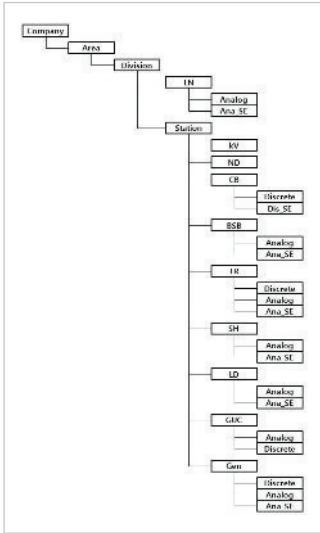 Company
Area
Division
LN
Analog
Ana_SE
Station
kV
ND
CB
Discrete
Dis_SE
BSB
Analog
Ana_SE
TR
Discrete
Analog
Ana_SE
SH
Analog
Ana_SE
LD
Analog
Ana_SE
GUC
Analog
Discrete
Gen
Discrete
Analog
Ana_SE